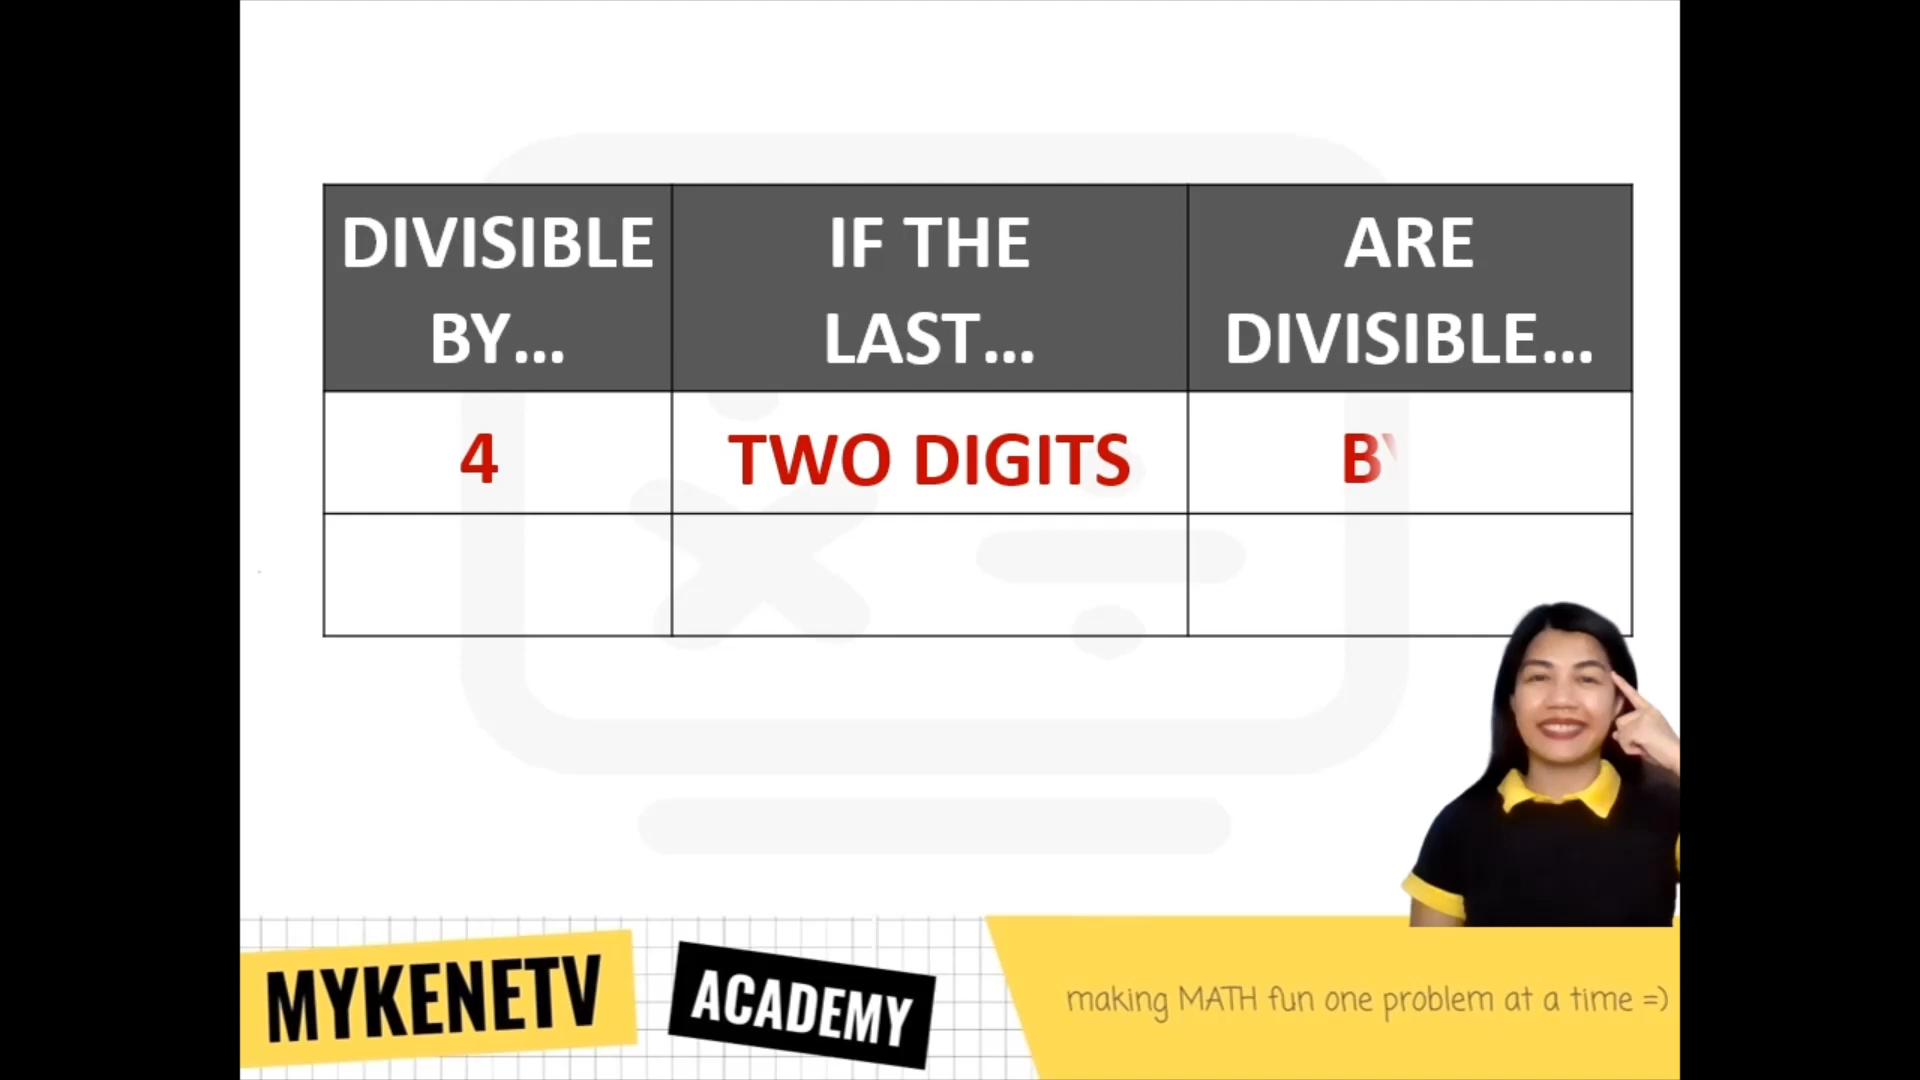 DIVISIBLE
BY...
IF THE
LAST...
ARE
DIVISIBLE...
4
TWO DIGITS
MYKENETV
ACADEMY
making MATH fun one problem at a time =)